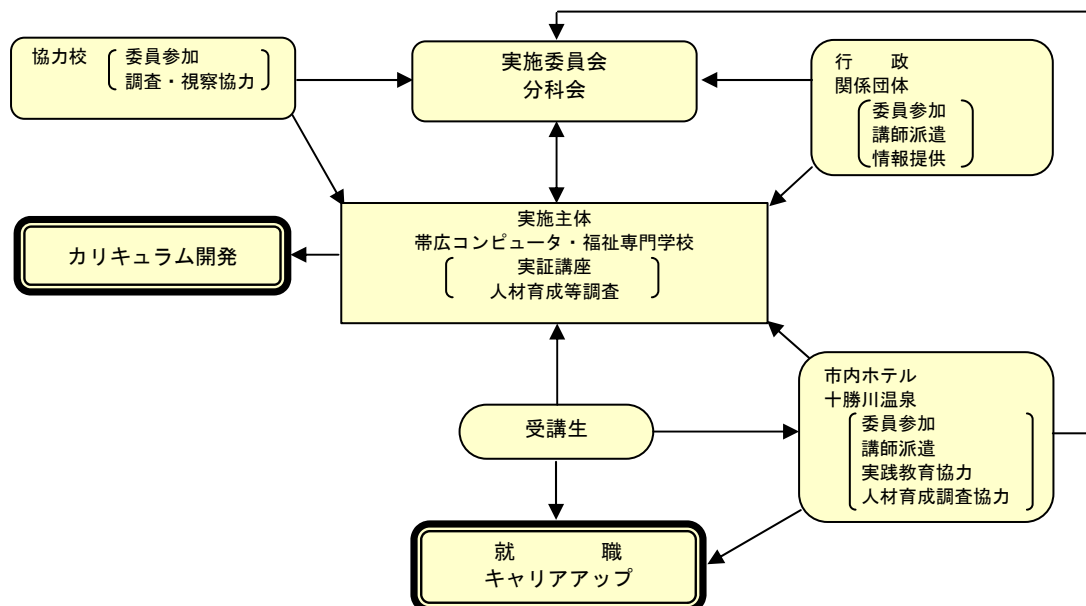 協力校
委員参加
調査・視察協力
実施委員会
分科会
行　　政
関係団体
委員参加
講師派遣
情報提供
実施主体
帯広コンピュータ・福祉専門学校
実証講座
人材育成等調査
カリキュラム開発
市内ホテル
十勝川温泉
委員参加
講師派遣
実践教育協力
人材育成調査協力
受講生
就　　　職
キャリアアップ